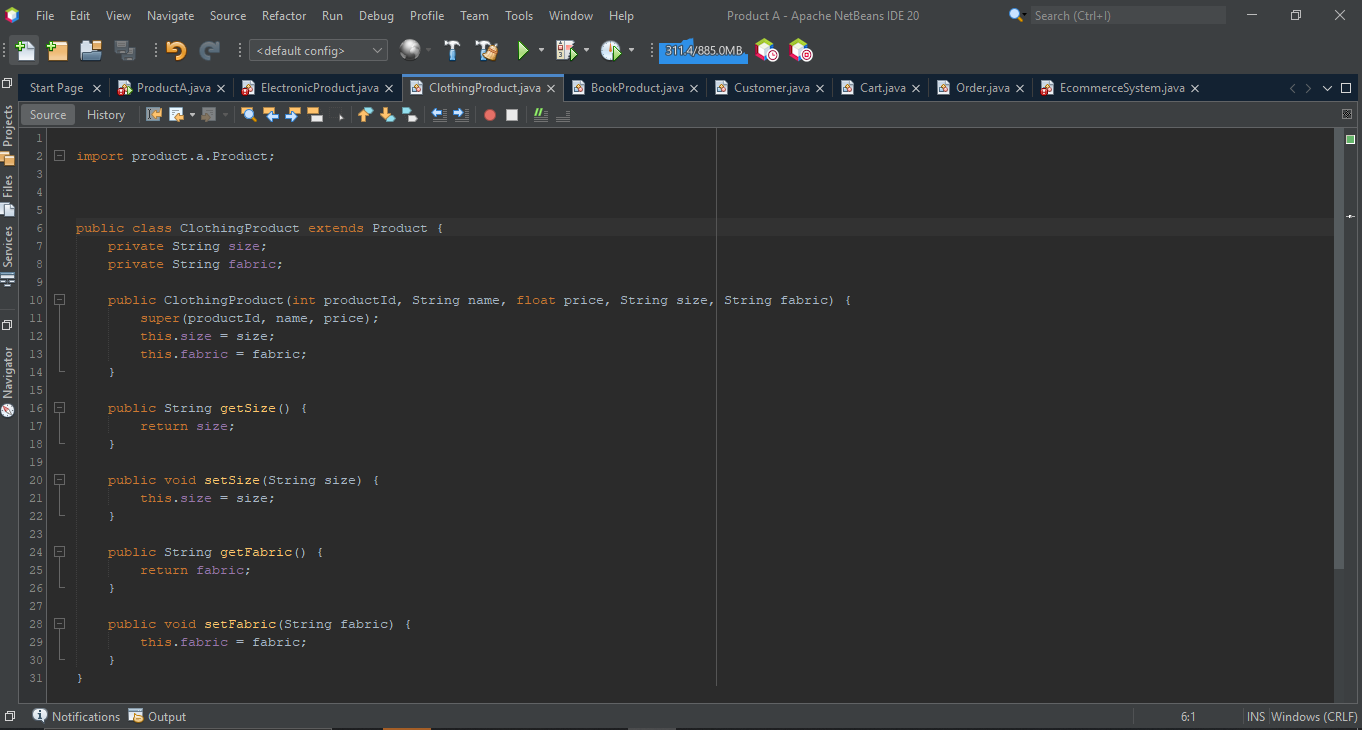 File Edit View Navigate Source Refactor Run Debug Profile Team Tools Window Help Product A - Apache NetBeans IDE 20 Search (Ctrl+I)
<default config> 311.4/885.0MB
Start Page ProductA.java ElectronicProduct.java ClothingProduct.java BookProduct.java Customer.java Cart.java Order.java EcommerceSystem.java
Source History
Projects
Files
Services
Navigator
1
2 import product.a.Product;
3
4
5
6 public class ClothingProduct extends Product {
7 private String size;
8 private String fabric;
9
10 public ClothingProduct(int productId, String name, float price, String size, String fabric) {
11 super(productId, name, price);
12 this.size = size;
13 this.fabric = fabric;
14 }
15
16 public String getSize() {
17 return size;
18 }
19
20 public void setSize(String size) {
21 this.size = size;
22 }
23
24 public String getFabric() {
25 return fabric;
26 }
27
28 public void setFabric(String fabric) {
29 this.fabric = fabric;
30 }
31 }
Notifications Output 6:1 INS Windows (CRLF)